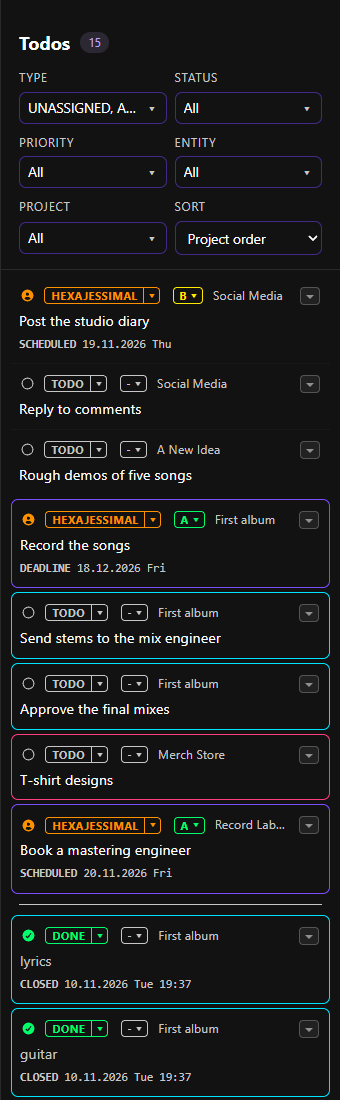 Todos 15
TYPE STATUS
UNASSIGNED, A... All
PRIORITY ENTITY
All All
PROJECT SORT
All Project order
HEXAJESSIMAL B Social Media
Post the studio diary
SCHEDULED 19.11.2026 Thu
TODO - Social Media
Reply to comments
TODO - A New Idea
Rough demos of five songs
HEXAJESSIMAL A First album
Record the songs
DEADLINE 18.12.2026 Fri
TODO - First album
Send stems to the mix engineer
TODO - First album
Approve the final mixes
TODO - Merch Store
T-shirt designs
HEXAJESSIMAL A Record Lab...
Book a mastering engineer
SCHEDULED 20.11.2026 Fri
DONE - First album
lyrics
CLOSED 10.11.2026 Tue 19:37
DONE - First album
guitar
CLOSED 10.11.2026 Tue 19:37